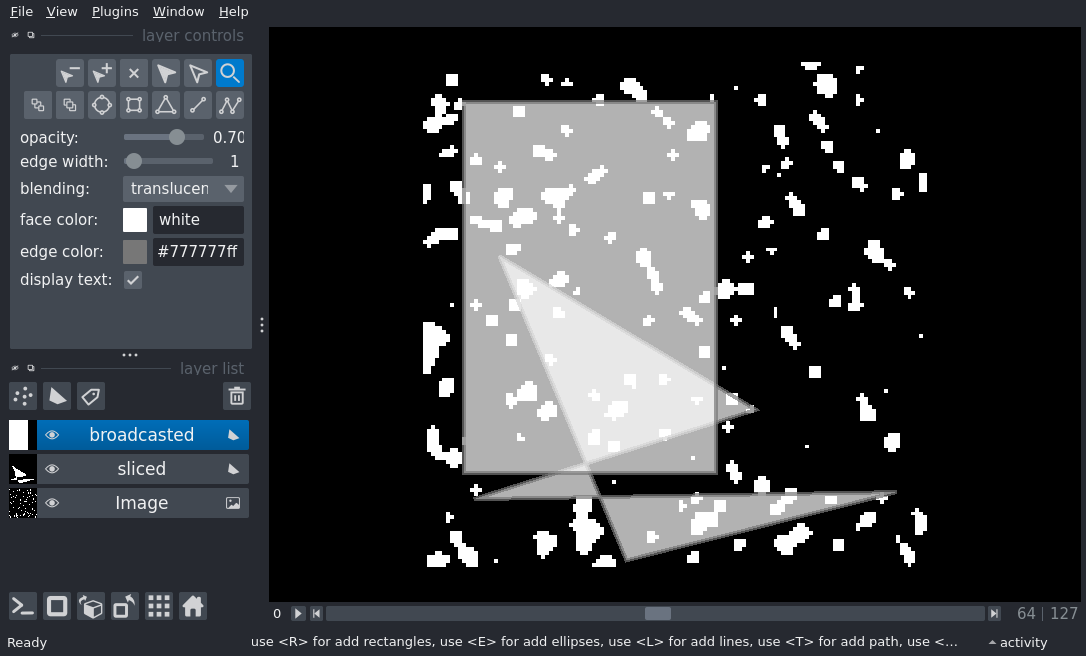 File View Plugins Window Help
layer controls
opacity: 0.70
edge width: 1
blending: translucen
face color: white
edge color: #777777ff
display text:
layer list
broadcasted
sliced
Image
0 64 127
Ready use <R> for add rectangles, use <E> for add ellipses, use <L> for add lines, use <T> for add path, use <... activity